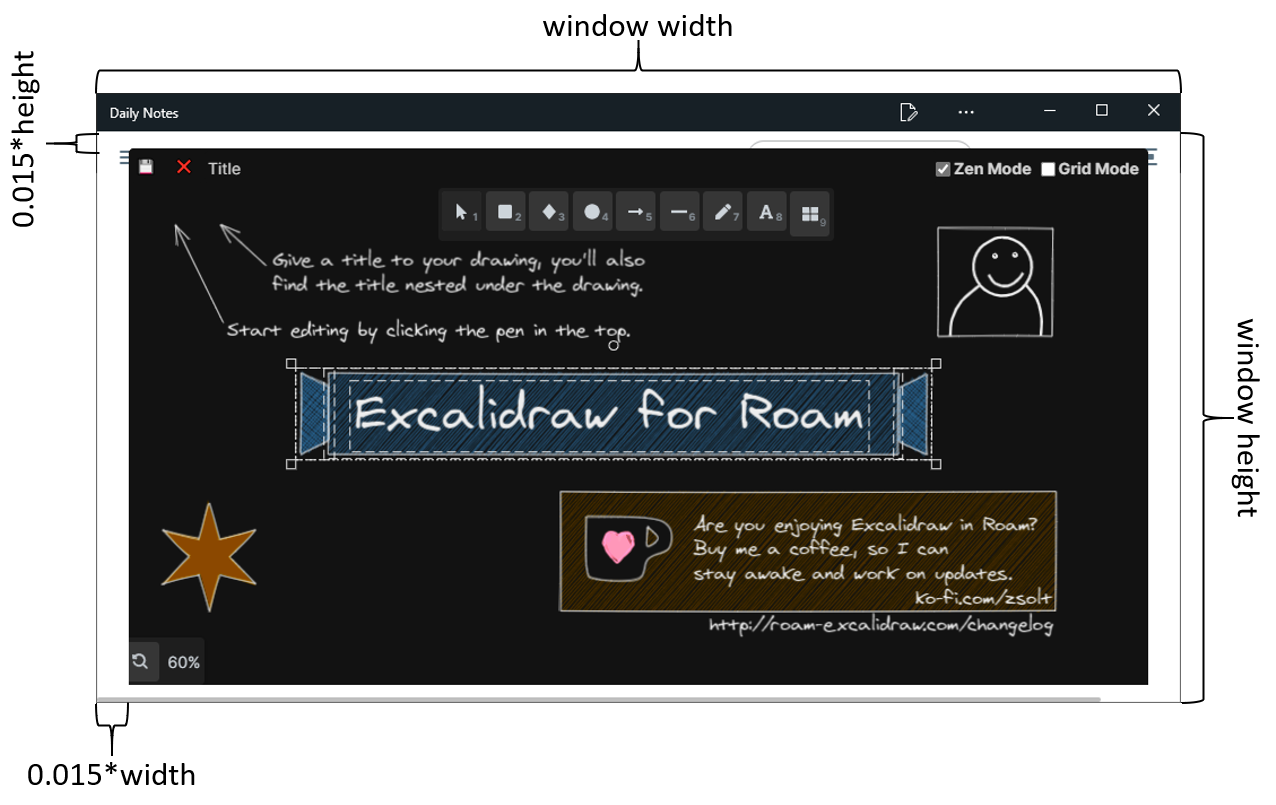 window width
0.015*height
Daily Notes
Title
Zen Mode
Grid Mode
1
2
3
4
5
6
7
A 8
9
Give a title to your drawing, you'll also
find the title nested under the drawing.
Start editing by clicking the pen in the top.
Excalidraw for Roam
window height
Are you enjoying Excalidraw in Roam?
Buy me a coffee, so I can
stay awake and work on updates.
ko-fi.com/zsolt
http://roam-excalidraw.com/changelog
60%
0.015*width